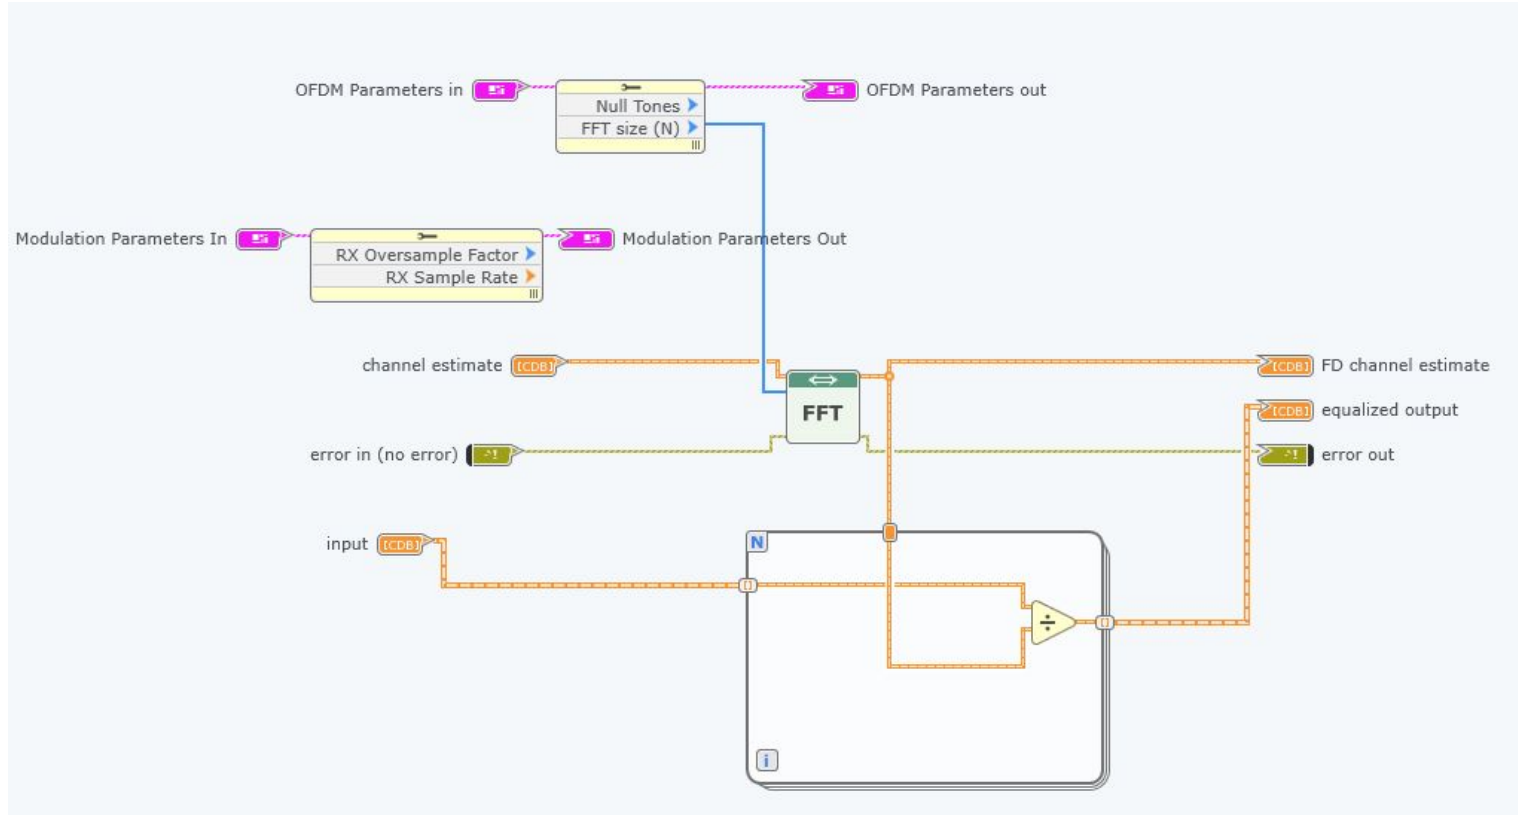 OFDM Parameters in
Null Tones
FFT size (N)
OFDM Parameters out
Modulation Parameters In
RX Oversample Factor
RX Sample Rate
Modulation Parameters Out
channel estimate
[CDB]
FFT
[CDB]
FD channel estimate
[CDB]
equalized output
error in (no error)
error out
input
[CDB]
N
÷
i